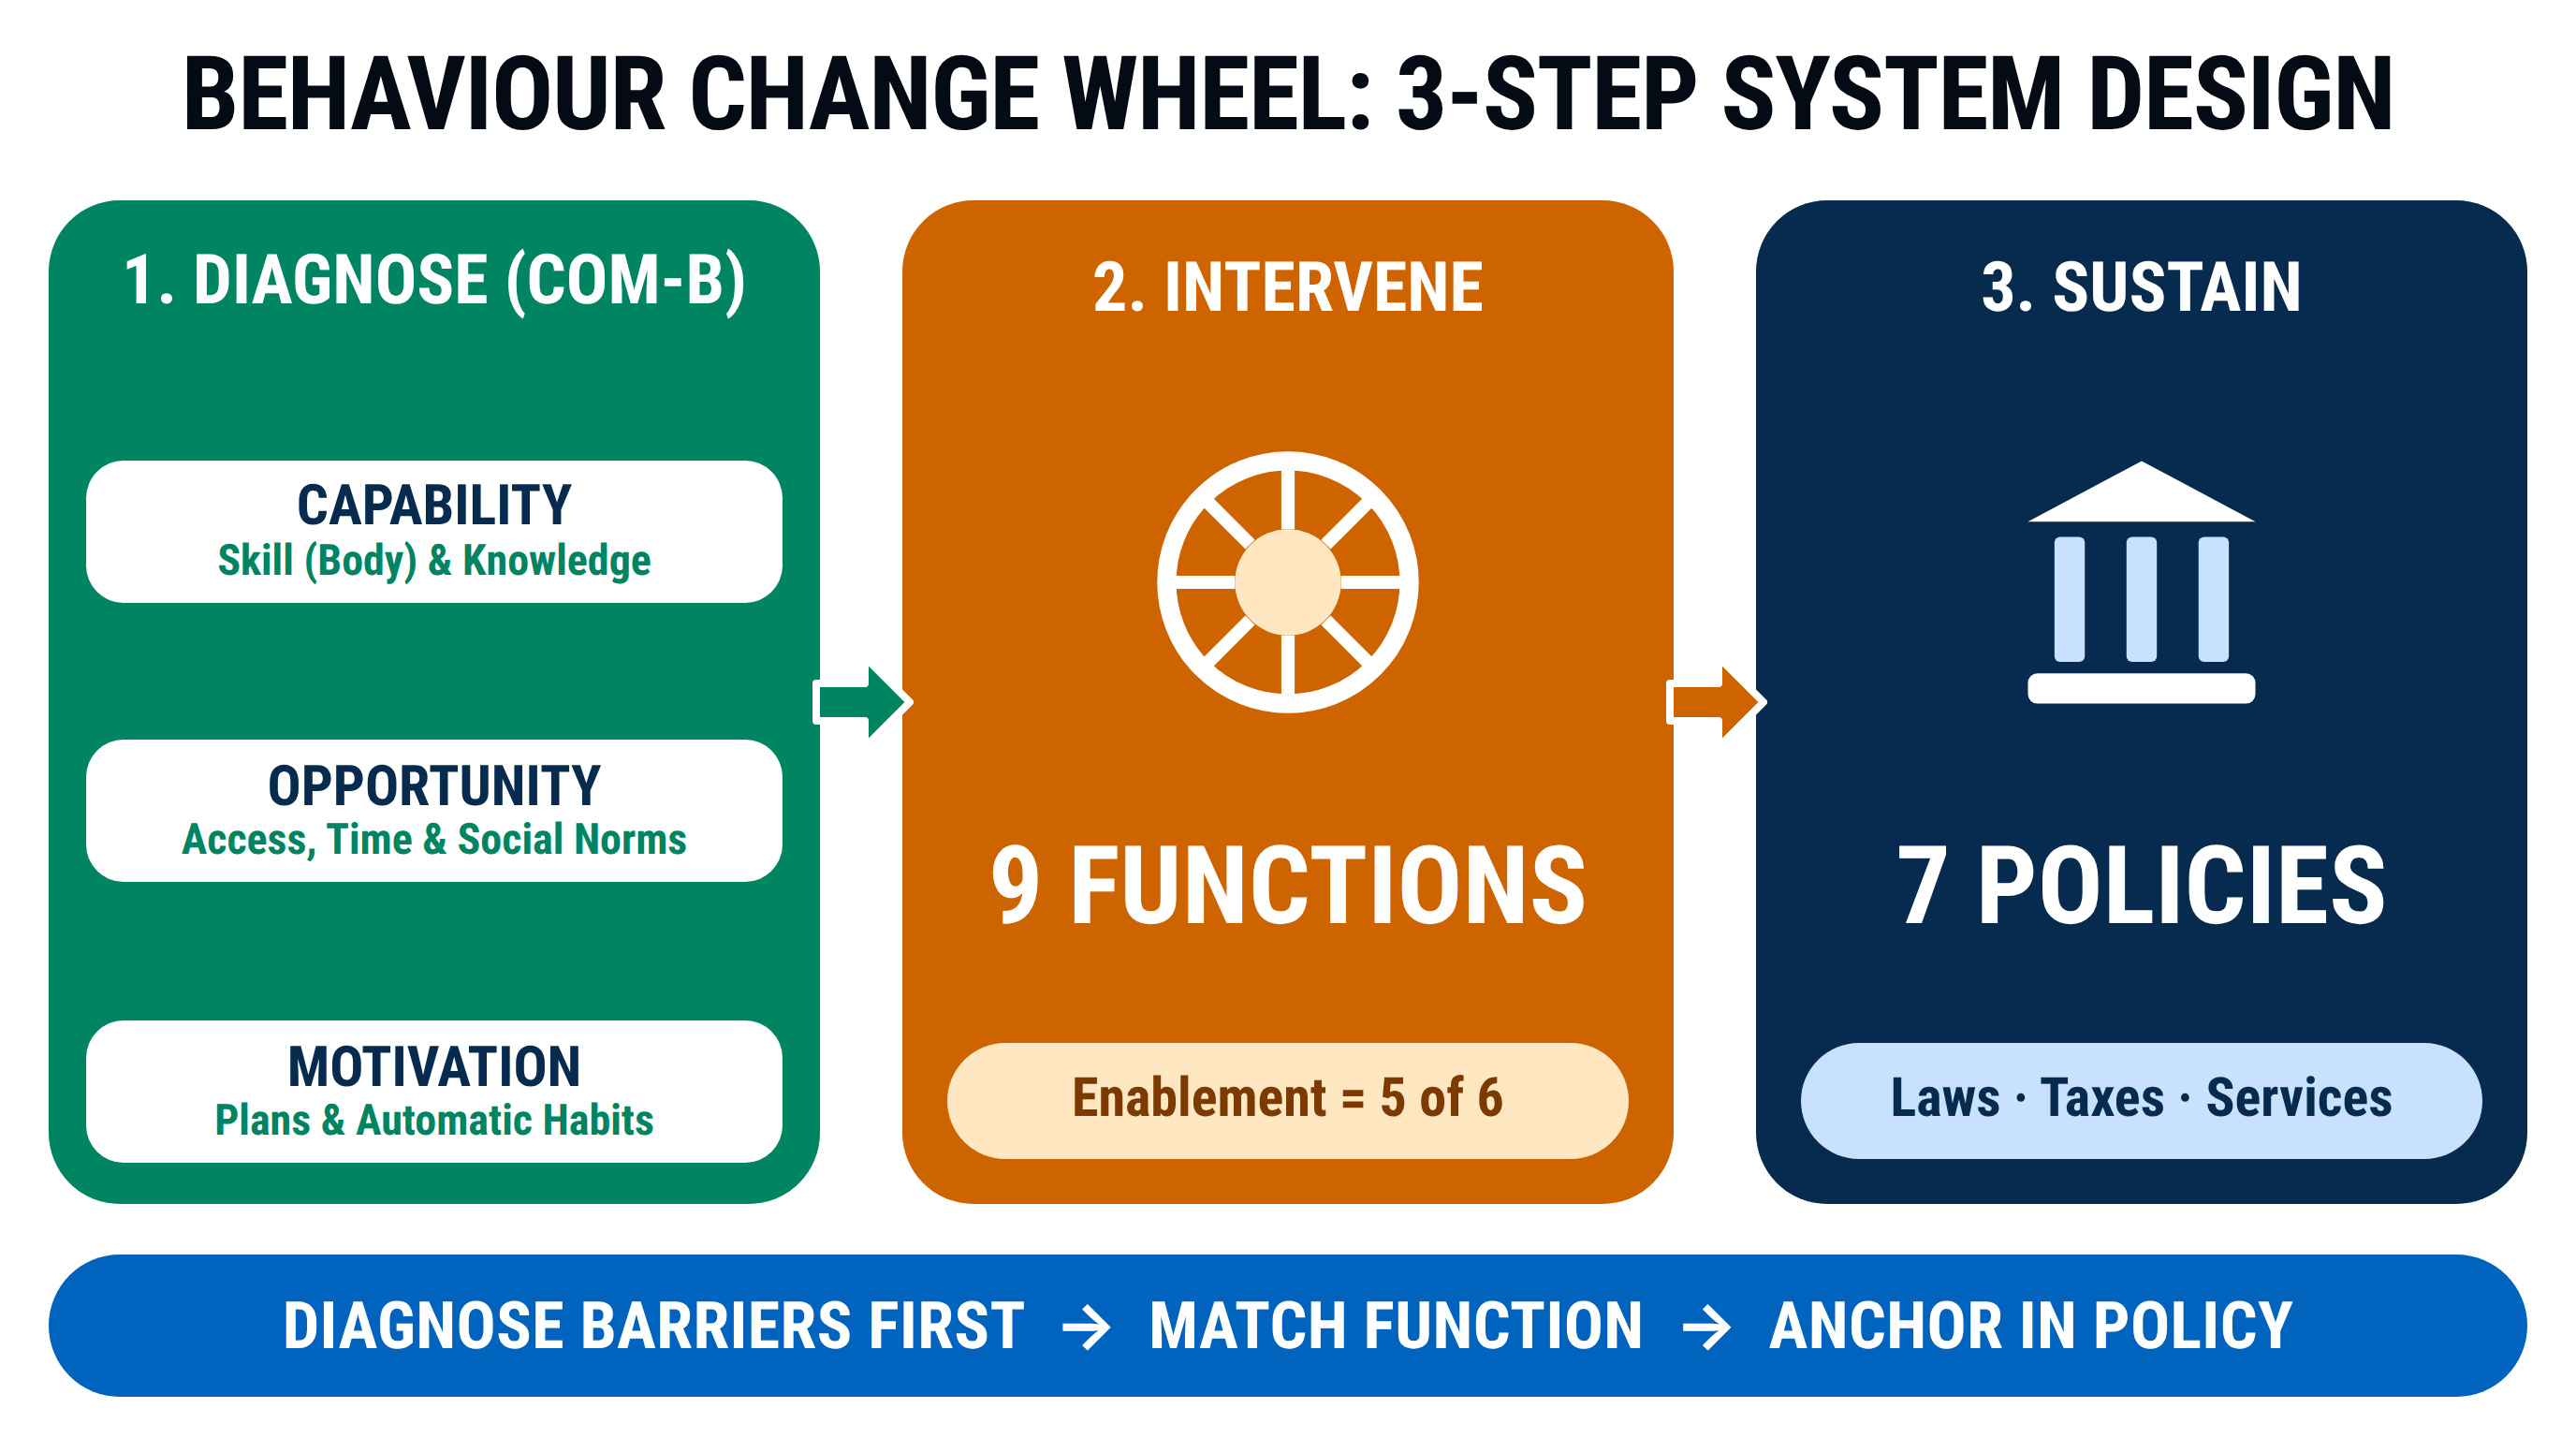 BEHAVIOUR CHANGE WHEEL: 3-STEP SYSTEM DESIGN
1. DIAGNOSE (COM-B)
CAPABILITY
Skill (Body) & Knowledge
OPPORTUNITY
Access, Time & Social Norms
MOTIVATION
Plans & Automatic Habits
2. INTERVENE
9 FUNCTIONS
Enablement = 5 of 6
3. SUSTAIN
7 POLICIES
Laws · Taxes · Services
DIAGNOSE BARRIERS FIRST → MATCH FUNCTION → ANCHOR IN POLICY